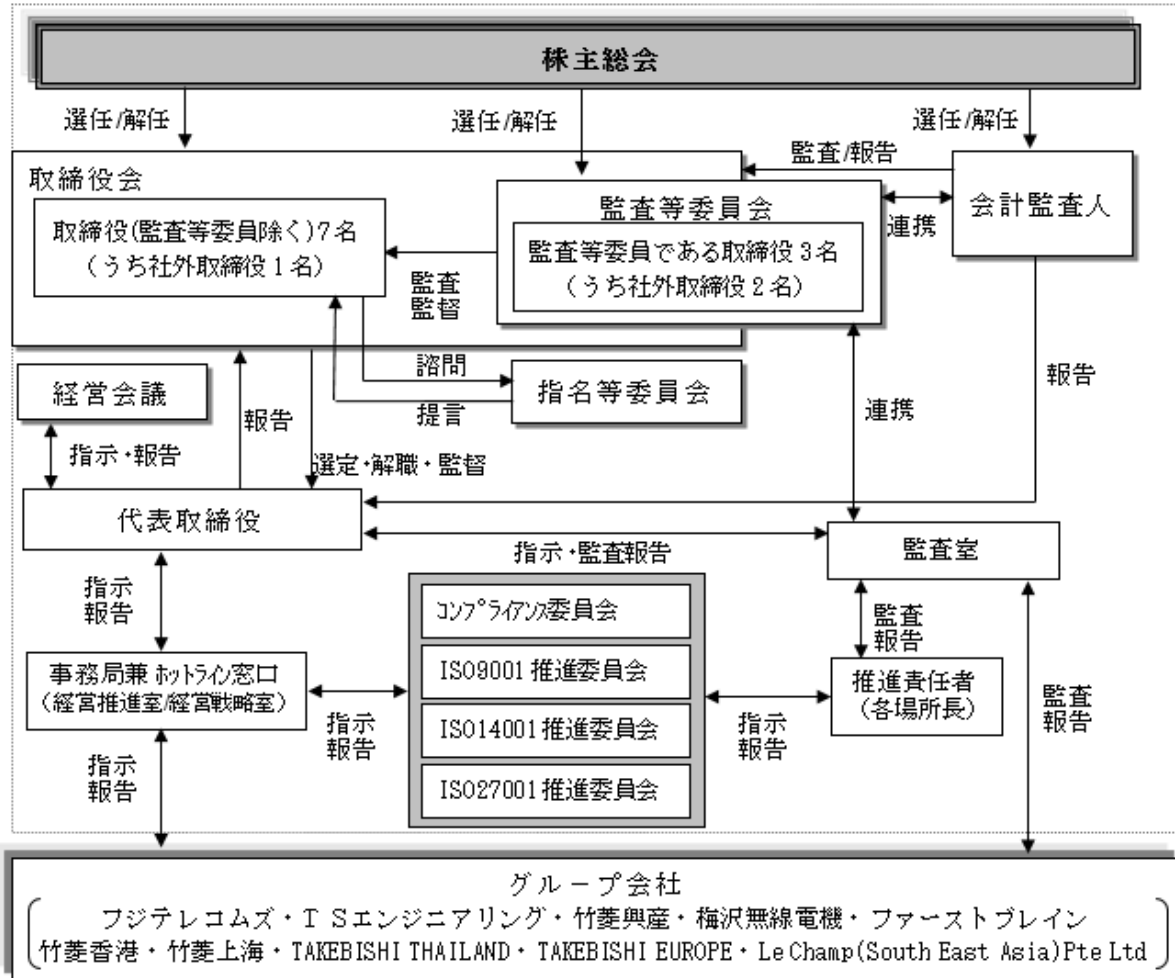 株主総会
選任/解任
選任/解任
選任/解任
監査/報告
取締役会
監査等委員会
会計監査人
連携
取締役(監査等委員除く)7名
(うち社外取締役1名)
監査等委員である取締役3名
(うち社外取締役2名)
監査
監督
諮問
指名等委員会
提言
経営会議
報告
報告
連携
指示・報告
選定・解職・監督
代表取締役
監査室
指示・監査報告
指示
報告
コンプライアンス委員会
監査
報告
事務局兼ホットライン窓口
(経営推進室/経営戦略室)
ISO9001推進委員会
推進責任者
(各場所長)
指示
報告
ISO14001推進委員会
指示
報告
監査
報告
指示
報告
ISO27001推進委員会
グループ会社
フジテレコムズ・TSエンジニアリング・竹菱興産・梅沢無線電機・ファーストブレイン
竹菱香港・竹菱上海・TAKEBISHI THAILAND・TAKEBISHI EUROPE・Le Champ(South East Asia)Pte Ltd